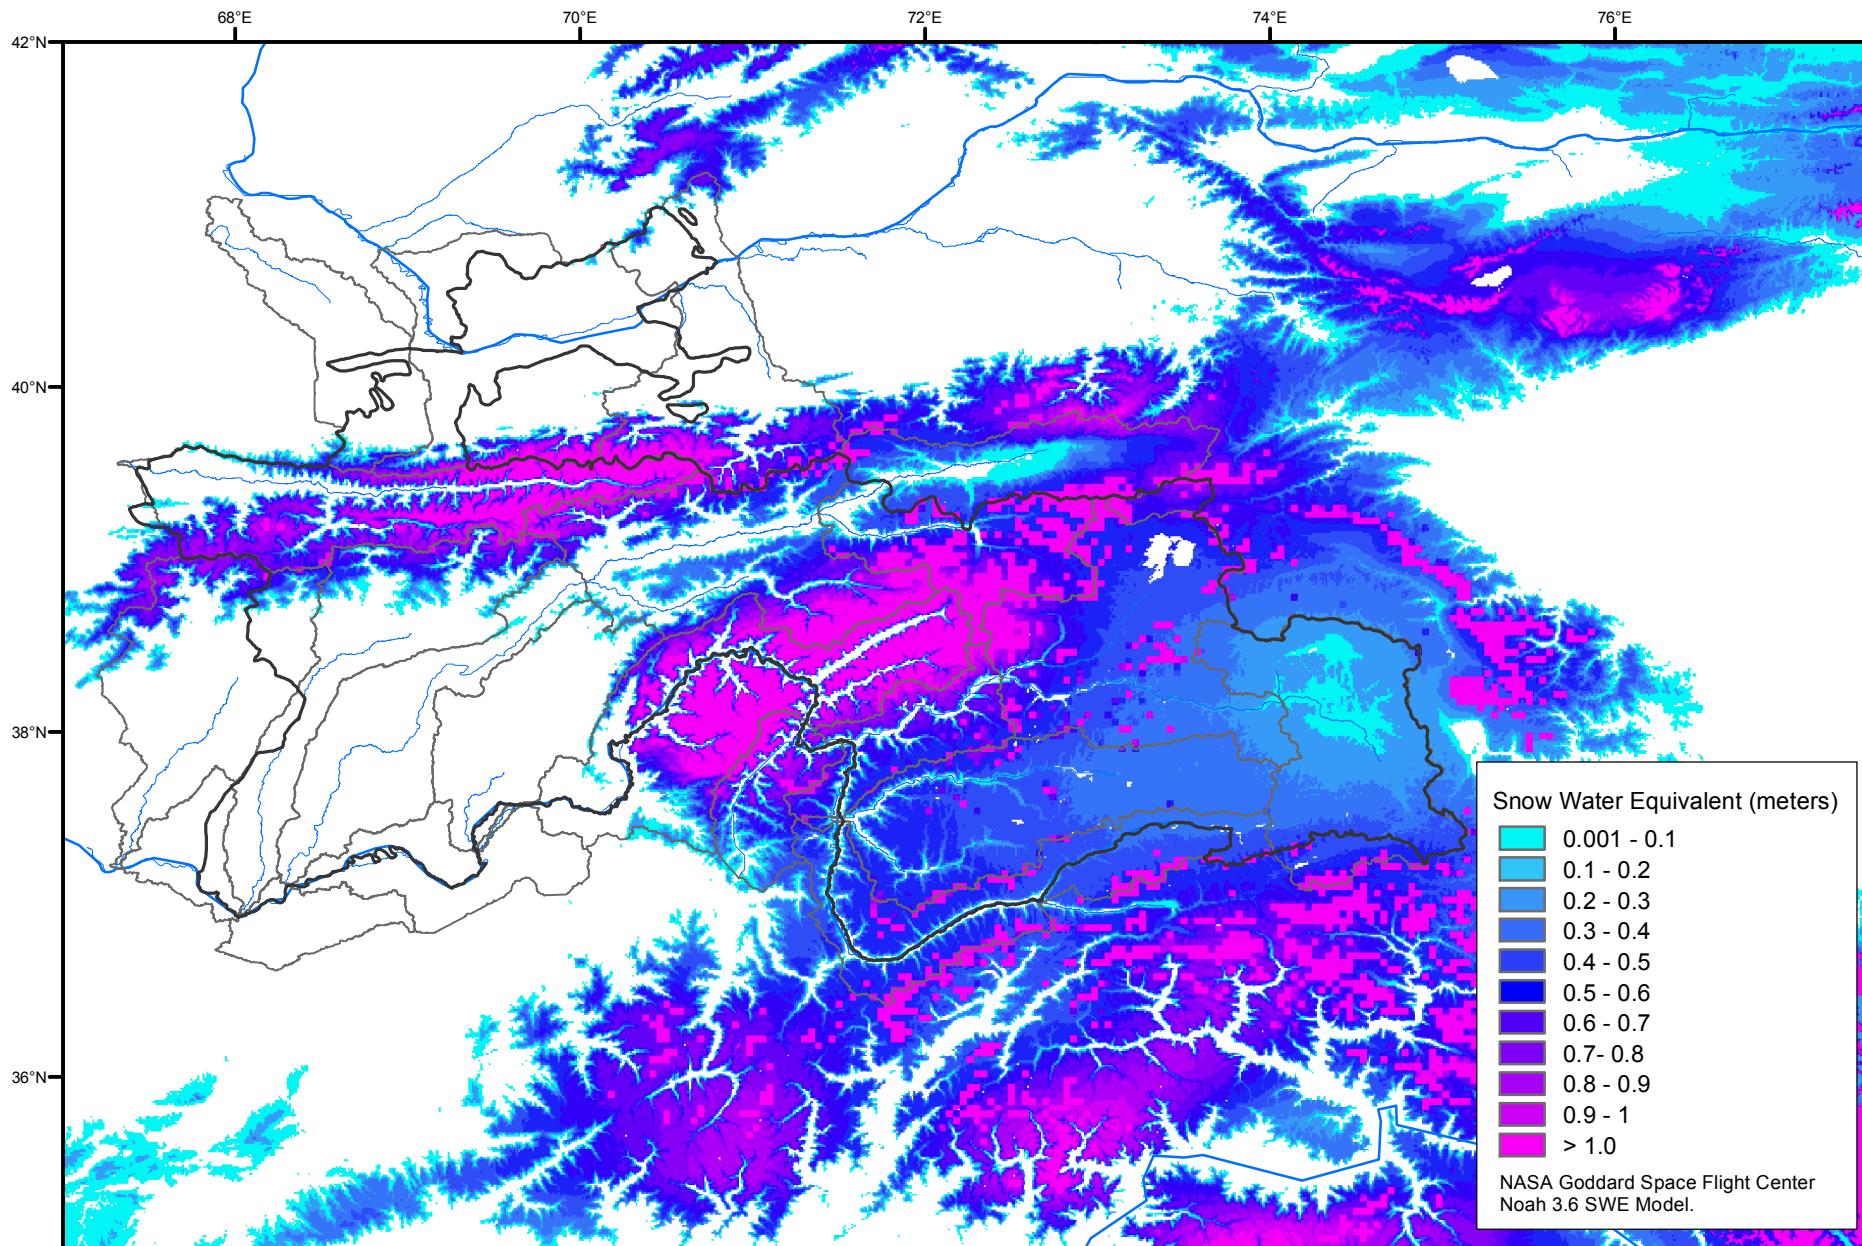 68°E
70°E
72°E
74°E
76°E
42°N
40°N
38°N
36°N
Snow Water Equivalent (meters)
0.001 - 0.1
0.1 - 0.2
0.2 - 0.3
0.3 - 0.4
0.4 - 0.5
0.5 - 0.6
0.6 - 0.7
0.7- 0.8
0.8 - 0.9
0.9 - 1
> 1.0
NASA Goddard Space Flight Center
Noah 3.6 SWE Model.